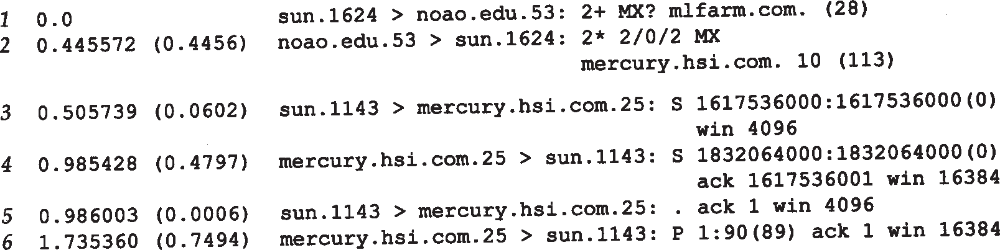 1 0.0 sun.1624 > noao.edu.53: 2+ MX? mlfarm.com. (28)
2 0.445572 (0.4456) noao.edu.53 > sun.1624: 2* 2/0/2 MX
mercury.hsi.com. 10 (113)
3 0.505739 (0.0602) sun.1143 > mercury.hsi.com.25: S 1617536000:1617536000(0)
win 4096
4 0.985428 (0.4797) mercury.hsi.com.25 > sun.1143: S 1832064000:1832064000(0)
ack 1617536001 win 16384
5 0.986003 (0.0006) sun.1143 > mercury.hsi.com.25: . ack 1 win 4096
6 1.735360 (0.7494) mercury.hsi.com.25 > sun.1143: P 1:90(89) ack 1 win 16384